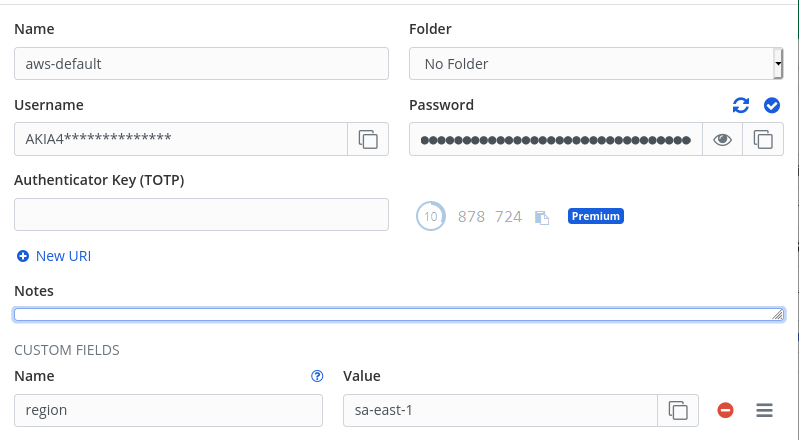 Name
Folder
aws-default
No Folder
Username
Password
AKIA4**************
●●●●●●●●●●●●●●●●●●●●●●●●●●●●●●●●
Authenticator Key (TOTP)
10 878 724 Premium
New URI
Notes
CUSTOM FIELDS
Name ? Value
region
sa-east-1